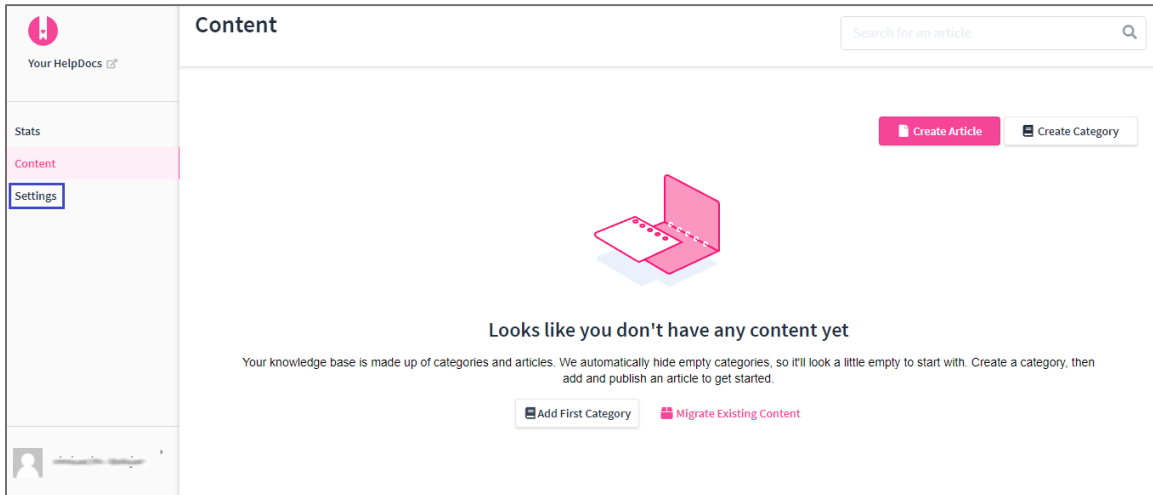 Content
Search for an article
Your HelpDocs
Stats
Content
Settings
Create Article
Create Category
Looks like you don't have any content yet
Your knowledge base is made up of categories and articles. We automatically hide empty categories, so it'll look a little empty to start with. Create a category, then
add and publish an article to get started.
Add First Category
Migrate Existing Content